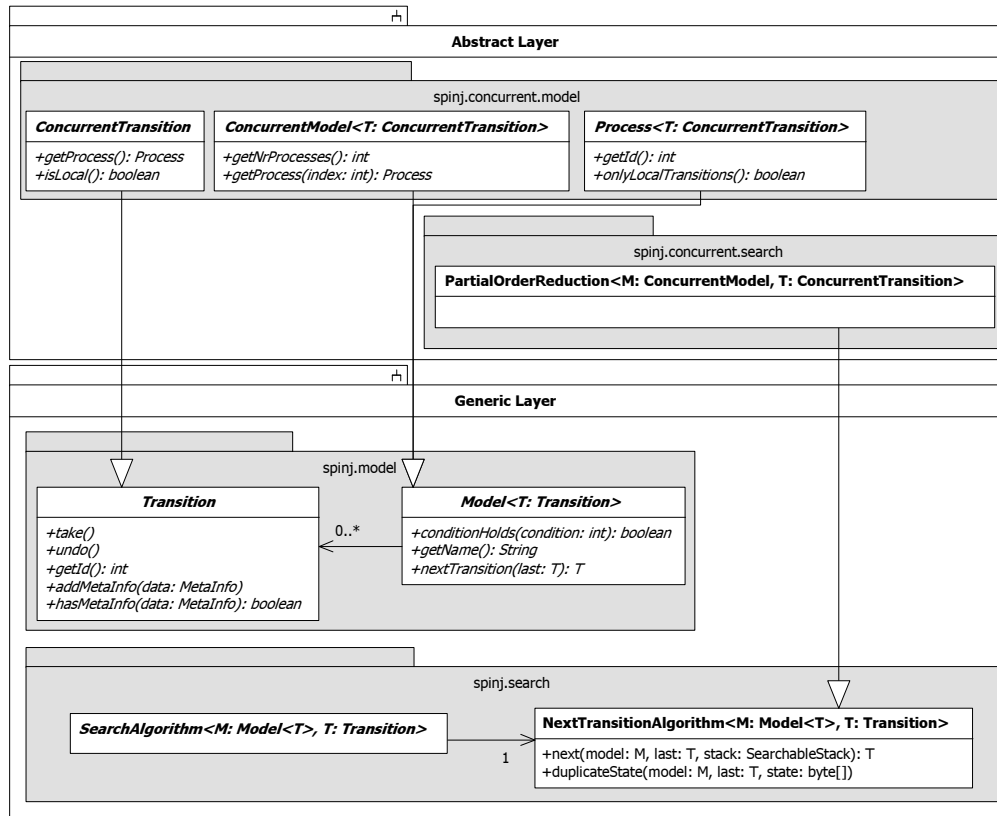 Abstract Layer
spinj.concurrent.model
ConcurrentTransition
+getProcess(): Process
+isLocal(): boolean
ConcurrentModel<T: ConcurrentTransition>
+getNrProcesses(): int
+getProcess(index: int): Process
Process<T: ConcurrentTransition>
+getId(): int
+onlyLocalTransitions(): boolean
spinj.concurrent.search
PartialOrderReduction<M: ConcurrentModel, T: ConcurrentTransition>
Generic Layer
spinj.model
Transition
+take()
+undo()
+getId(): int
+addMetaInfo(data: MetaInfo)
+hasMetaInfo(data: MetaInfo): boolean
0..*
Model<T: Transition>
+conditionHolds(condition: int): boolean
+getName(): String
+nextTransition(last: T): T
spinj.search
SearchAlgorithm<M: Model<T>, T: Transition>
1
NextTransitionAlgorithm<M: Model<T>, T: Transition>
+next(model: M, last: T, stack: SearchableStack): T
+duplicateState(model: M, last: T, state: byte[])